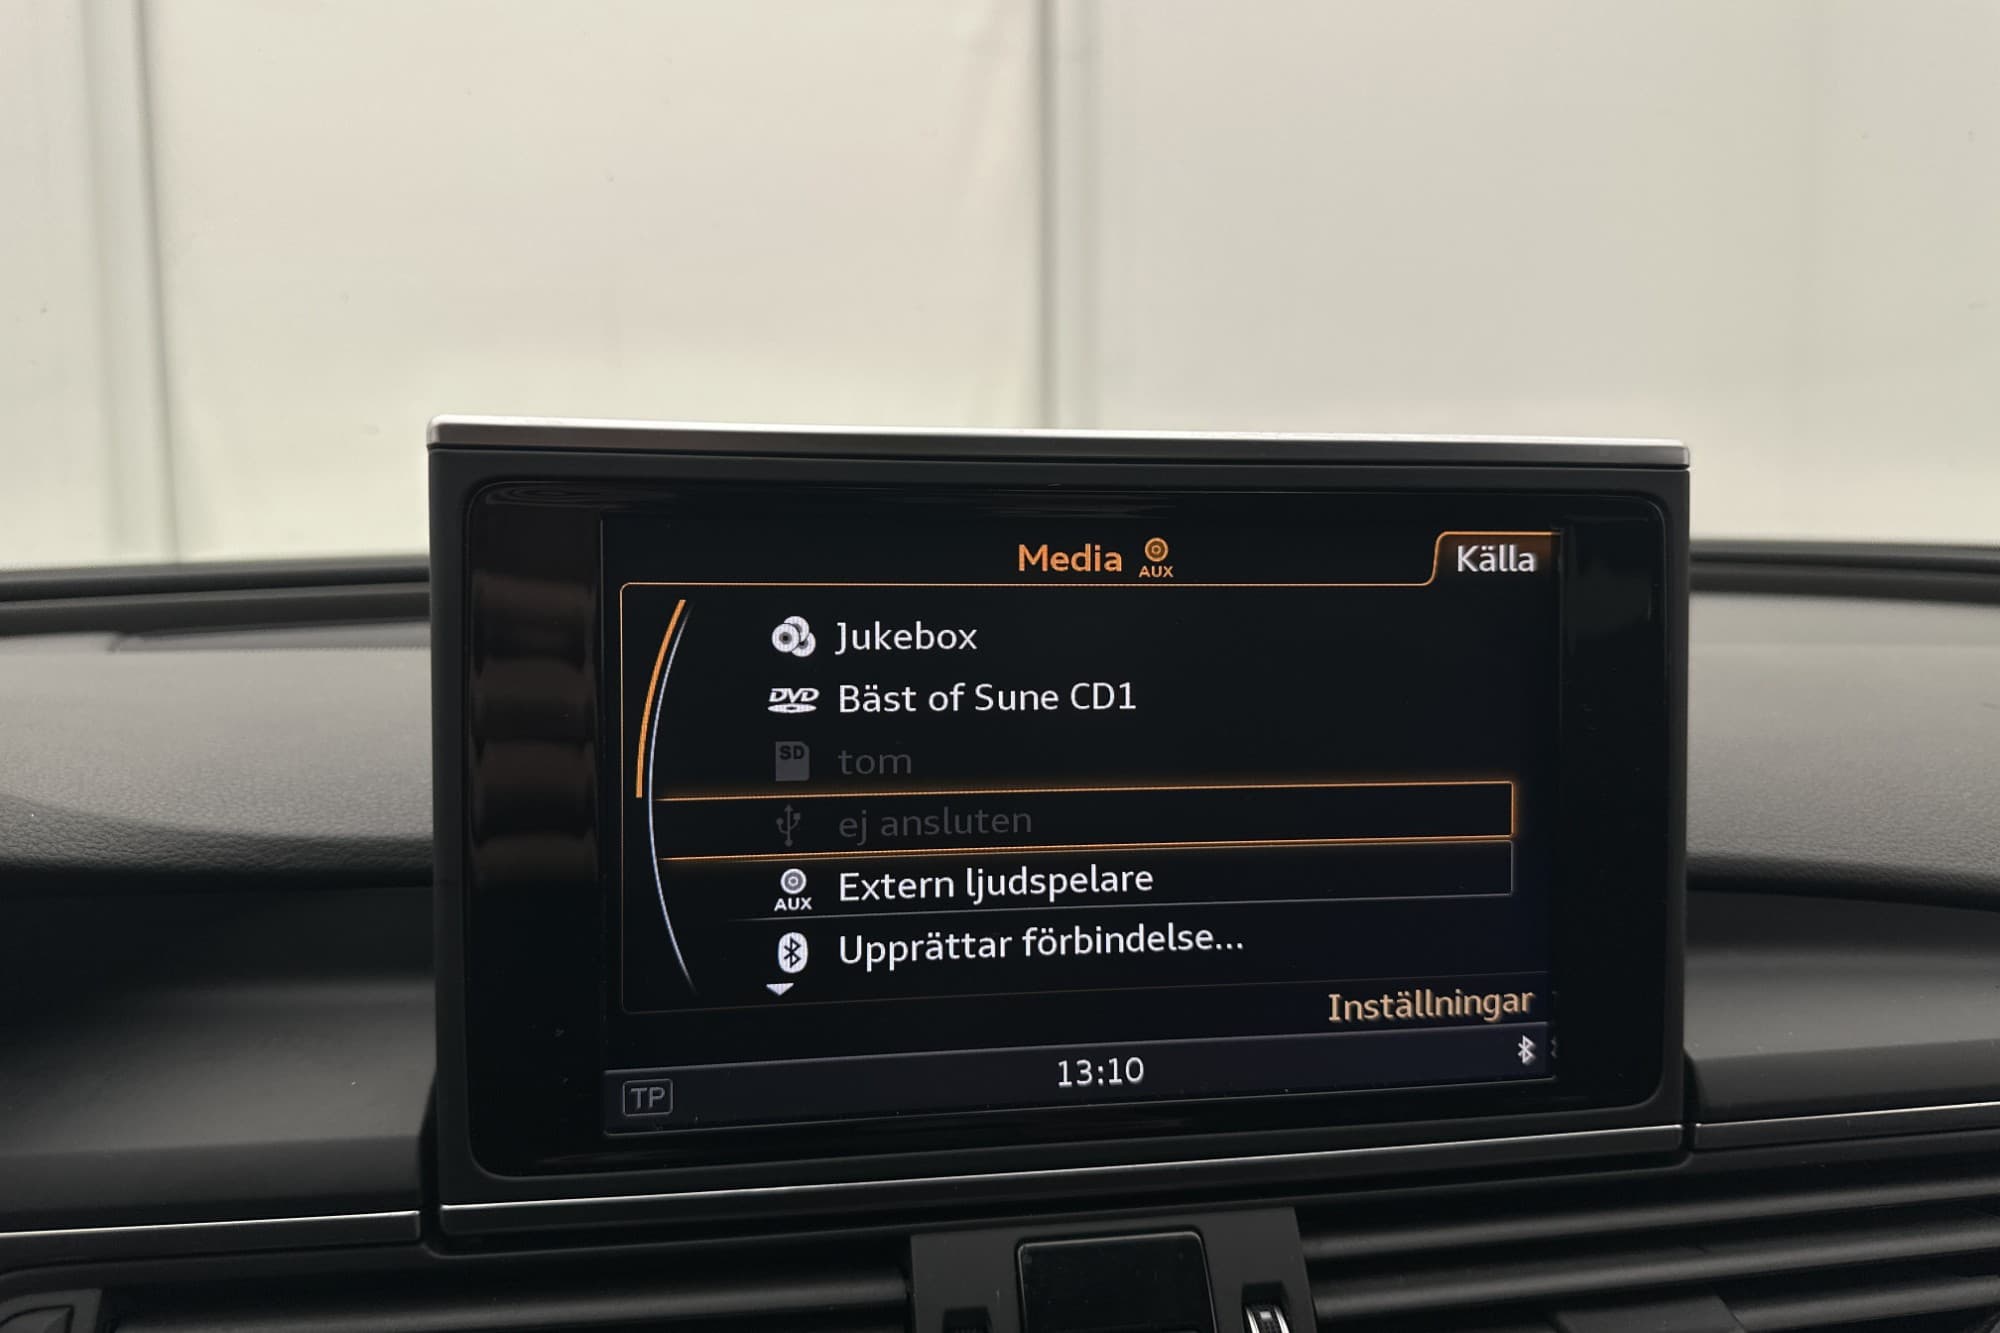 Media AUX
Källa
Jukebox
DVD Bäst of Sune CD1
SD tom
ej ansluten
AUX Extern ljudspelare
Upprättar förbindelse...
Inställningar
TP 13:10